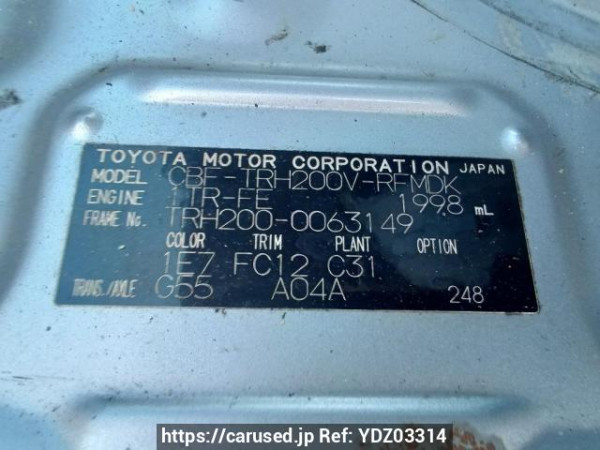 TOYOTA MOTOR CORPORATION JAPAN
MODEL CBF-TRH200V-RFMDK
ENGINE 1TR-FE 1998 mL
FRAME No. TRH200-0063149
COLOR TRIM PLANT OPTION
1E7 FC12 C31
TRANS./AXLE G55 A04A 248
https://carused.jp Ref: YDZ03314